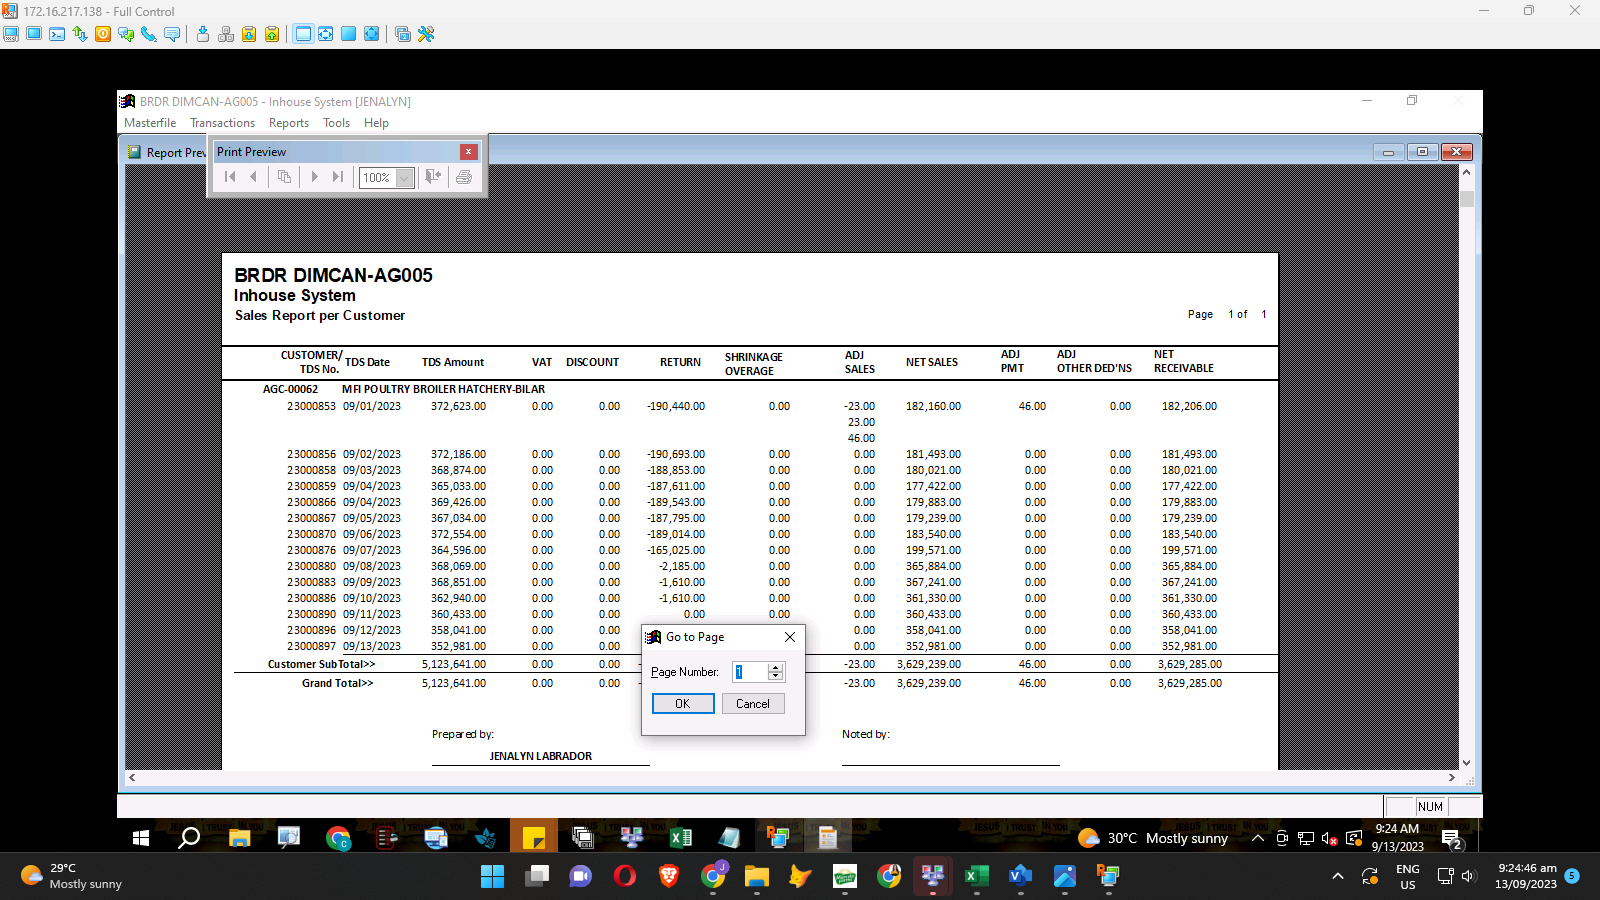 172.16.217.138 - Full Control
BRDR DIMCAN-AG005 - Inhouse System [JENALYN]
Masterfile Transactions Reports Tools Help
Report Prev
Print Preview
100%
BRDR DIMCAN-AG005
Inhouse System
Sales Report per Customer
Page 1 of 1
CUSTOMER/ TDS No. TDS Date TDS Amount VAT DISCOUNT RETURN SHRINKAGE OVERAGE ADJ SALES NET SALES ADJ PMT ADJ OTHER DED'NS NET RECEIVABLE
AGC-00062 MFI POULTRY BROILER HATCHERY-BILAR
23000853 09/01/2023 372,623.00 0.00 0.00 -190,440.00 0.00 -23.00 182,160.00 46.00 0.00 182,206.00
23.00
46.00
23000856 09/02/2023 372,186.00 0.00 0.00 -190,693.00 0.00 0.00 181,493.00 0.00 0.00 181,493.00
23000858 09/03/2023 368,874.00 0.00 0.00 -188,853.00 0.00 0.00 180,021.00 0.00 0.00 180,021.00
23000859 09/04/2023 365,033.00 0.00 0.00 -187,611.00 0.00 0.00 177,422.00 0.00 0.00 177,422.00
23000866 09/04/2023 369,426.00 0.00 0.00 -189,543.00 0.00 0.00 179,883.00 0.00 0.00 179,883.00
23000867 09/05/2023 367,034.00 0.00 0.00 -187,795.00 0.00 0.00 179,239.00 0.00 0.00 179,239.00
23000870 09/06/2023 372,554.00 0.00 0.00 -189,014.00 0.00 0.00 183,540.00 0.00 0.00 183,540.00
23000876 09/07/2023 364,596.00 0.00 0.00 -165,025.00 0.00 0.00 199,571.00 0.00 0.00 199,571.00
23000880 09/08/2023 368,069.00 0.00 0.00 -2,185.00 0.00 0.00 365,884.00 0.00 0.00 365,884.00
23000883 09/09/2023 368,851.00 0.00 0.00 -1,610.00 0.00 0.00 367,241.00 0.00 0.00 367,241.00
23000886 09/10/2023 362,940.00 0.00 0.00 -1,610.00 0.00 0.00 361,330.00 0.00 0.00 361,330.00
23000890 09/11/2023 360,433.00 0.00 0.00 0.00 0.00 0.00 360,433.00 0.00 0.00 360,433.00
23000896 09/12/2023 358,041.00 0.00 0.00 0.00 358,041.00 0.00 0.00 358,041.00
23000897 09/13/2023 352,981.00 0.00 0.00 0.00 352,981.00 0.00 0.00 352,981.00
Customer SubTotal>> 5,123,641.00 0.00 0.00 - -23.00 3,629,239.00 46.00 0.00 3,629,285.00
Grand Total>> 5,123,641.00 0.00 0.00 - -23.00 3,629,239.00 46.00 0.00 3,629,285.00
Go to Page
Page Number: 1
OK Cancel
Prepared by: Noted by:
JENALYN LABRADOR
NUM
30°C Mostly sunny
9:24 AM
9/13/2023
2
29°C
Mostly sunny
ENG
US
9:24:46 am
13/09/2023
5